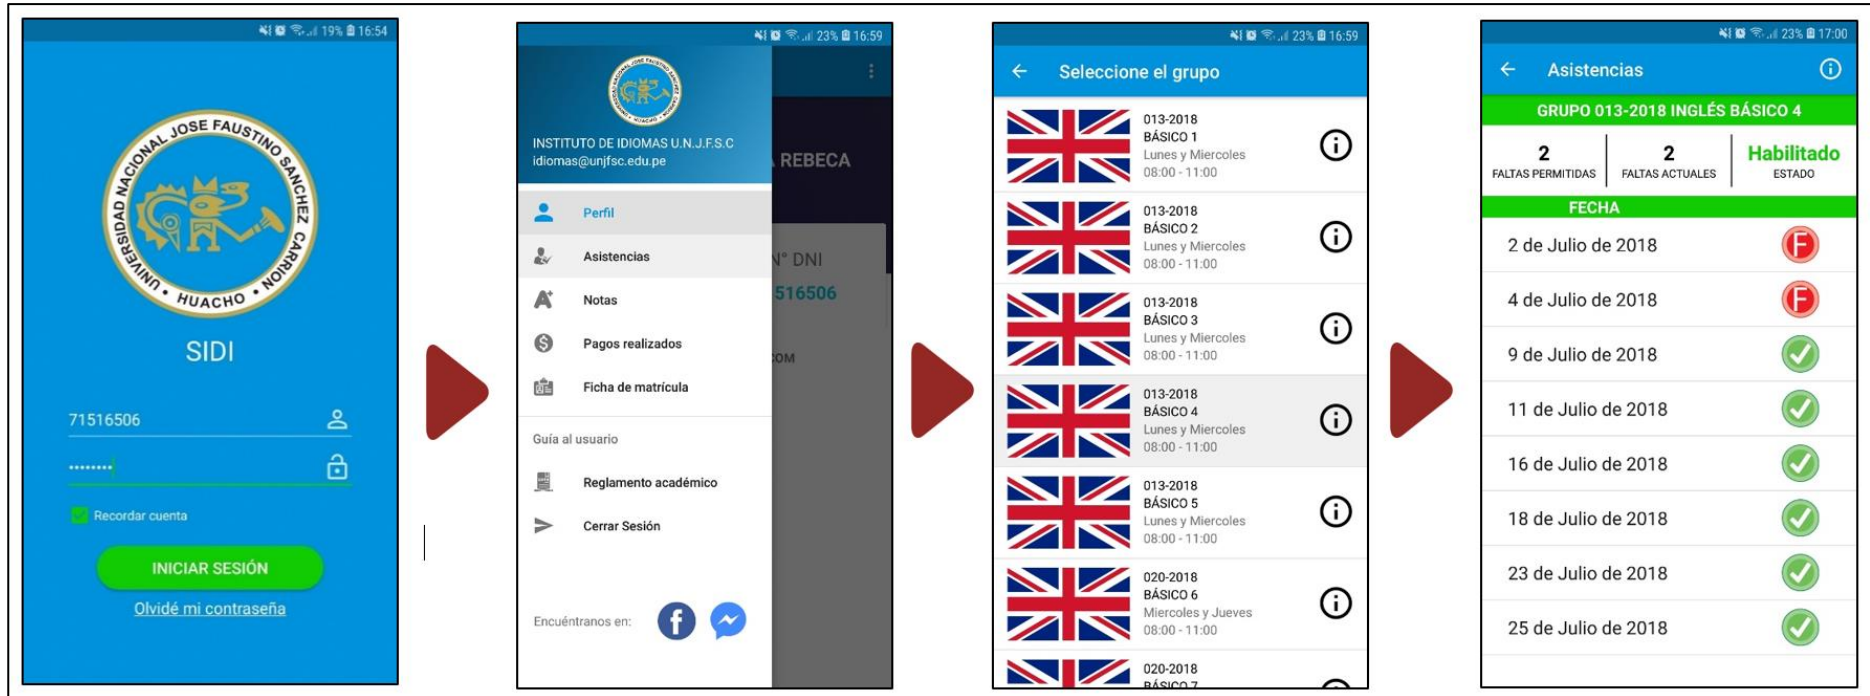 19% 16:54
UNIVERSIDAD NACIONAL JOSE FAUSTINO SANCHEZ CARRION
• HUACHO •
SIDI
71516506
········
Recordar cuenta
INICIAR SESIÓN
Olvidé mi contraseña
23% 16:59
INSTITUTO DE IDIOMAS U.N.J.F.S.C
idiomas@unjfsc.edu.pe
REBECA
Perfil
Asistencias
N° DNI
Notas
516506
Pagos realizados
COM
Ficha de matrícula
Guía al usuario
Reglamento académico
Cerrar Sesión
Encuéntranos en:
23% 16:59
Seleccione el grupo
013-2018
BÁSICO 1
Lunes y Miercoles
08:00 - 11:00
013-2018
BÁSICO 2
Lunes y Miercoles
08:00 - 11:00
013-2018
BÁSICO 3
Lunes y Miercoles
08:00 - 11:00
013-2018
BÁSICO 4
Lunes y Miercoles
08:00 - 11:00
013-2018
BÁSICO 5
Lunes y Miercoles
08:00 - 11:00
020-2018
BÁSICO 6
Miercoles y Jueves
08:00 - 11:00
020-2018
BÁSICO 7
23% 17:00
Asistencias
GRUPO 013-2018 INGLÉS BÁSICO 4
2 2 Habilitado
FALTAS PERMITIDAS FALTAS ACTUALES ESTADO
FECHA
2 de Julio de 2018 F
4 de Julio de 2018 F
9 de Julio de 2018
11 de Julio de 2018
16 de Julio de 2018
18 de Julio de 2018
23 de Julio de 2018
25 de Julio de 2018